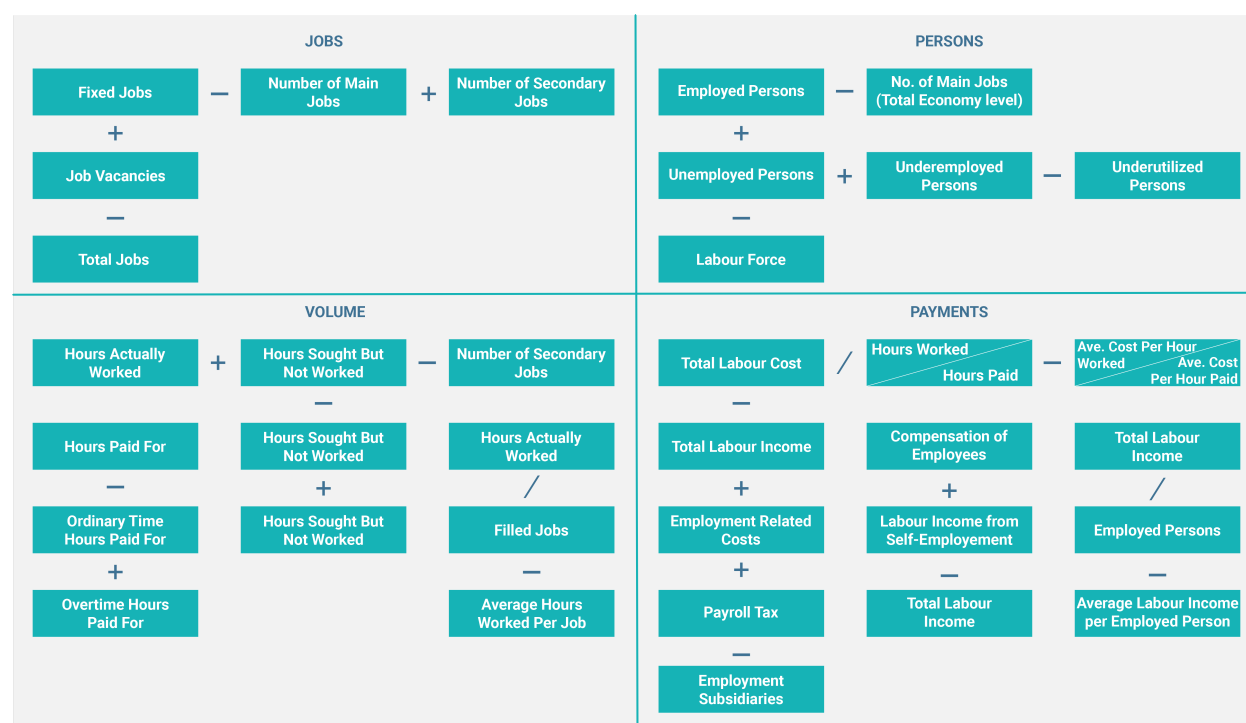 JOBS
Fixed Jobs − Number of Main + Number of Secondary
Jobs Jobs
+
Job Vacancies
−
Total Jobs
PERSONS
Employed Persons − No. of Main Jobs
(Total Economy level)
+
Unemployed Persons + Underemployed − Underutilized
Persons Persons
−
Labour Force
VOLUME
Hours Actually + Hours Sought But − Number of Secondary
Worked Not Worked Jobs
−
Hours Paid For Hours Sought But Hours Actually
Not Worked Worked
− + /
Ordinary Time Hours Sought But Filled Jobs
Hours Paid For Not Worked
+ −
Overtime Hours Average Hours
Paid For Worked Per Job
PAYMENTS
Total Labour Cost / Hours Worked − Ave. Cost Per Hour
Worked
Hours Paid Ave. Cost
Per Hour Paid
−
Total Labour Income Compensation of Total Labour
Employees Income
+ + /
Employment Related Labour Income from Employed Persons
Costs Self-Employement
+ − −
Payroll Tax Total Labour Average Labour Income
Income per Employed Person
−
Employment
Subsidiaries